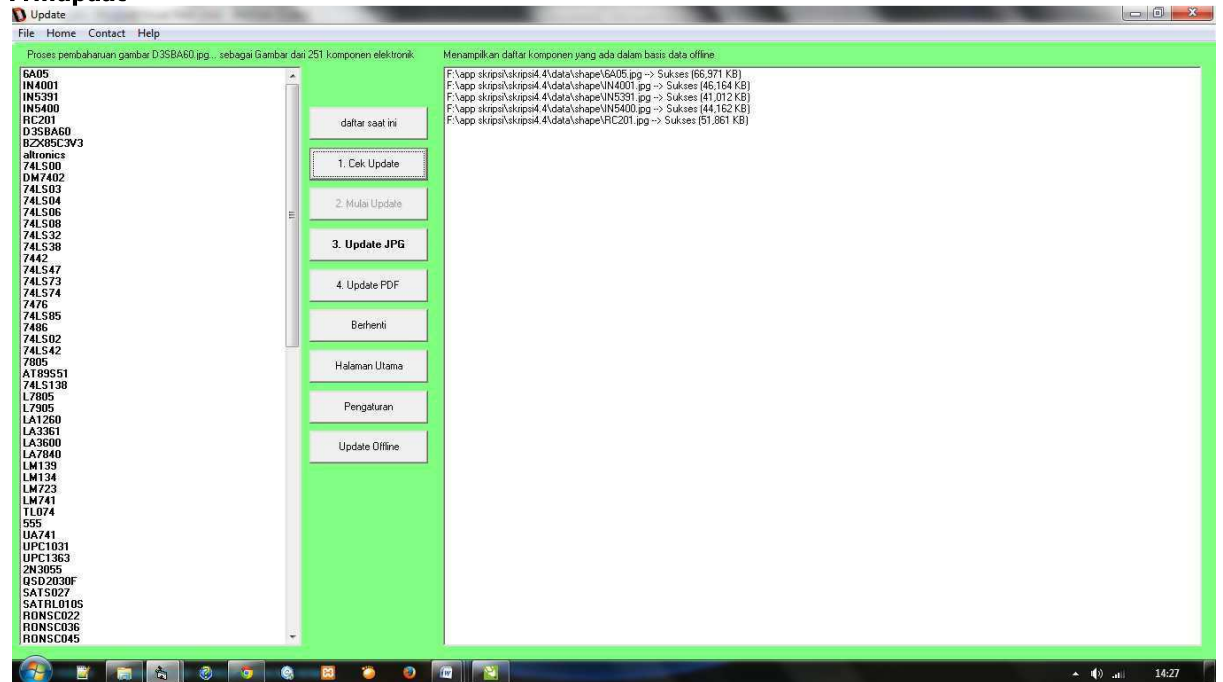 Update
File Home Contact Help
Proses pembaharuan gambar D3SBA60.jpg... sebagai Gambar dari 251 komponen elektronik
6A05
IN4001
IN5391
IN5400
RC201
D3SBA60
BZX85C3V3
altronics
74LS00
DM7402
74LS03
74LS04
74LS06
74LS08
74LS32
74LS38
7442
74LS47
74LS73
74LS74
7476
74LS85
7486
74LS02
74LS42
7805
AT89S51
74LS138
L7805
L7905
LA1260
LA3361
LA3600
LA7840
LM139
LM134
LM723
LM741
TL074
555
UA741
UPC1031
UPC1363
2N3055
QSD2030F
SATS027
SATRL010S
RONSC022
RONSC036
RONSC045
daftar saat ini
1. Cek Update
2. Mulai Update
3. Update JPG
4. Update PDF
Berhenti
Halaman Utama
Pengaturan
Update Offline
Menampilkan daftar komponen yang ada dalam basis data offline
F:\app skripsi\skripsi4.4\data\shape\6A05.jpg --> Sukses (66,971 KB)
F:\app skripsi\skripsi4.4\data\shape\IN4001.jpg --> Sukses (46,164 KB)
F:\app skripsi\skripsi4.4\data\shape\IN5391.jpg --> Sukses (41,012 KB)
F:\app skripsi\skripsi4.4\data\shape\IN5400.jpg --> Sukses (44,162 KB)
F:\app skripsi\skripsi4.4\data\shape\RC201.jpg --> Sukses (51,861 KB)
14:27